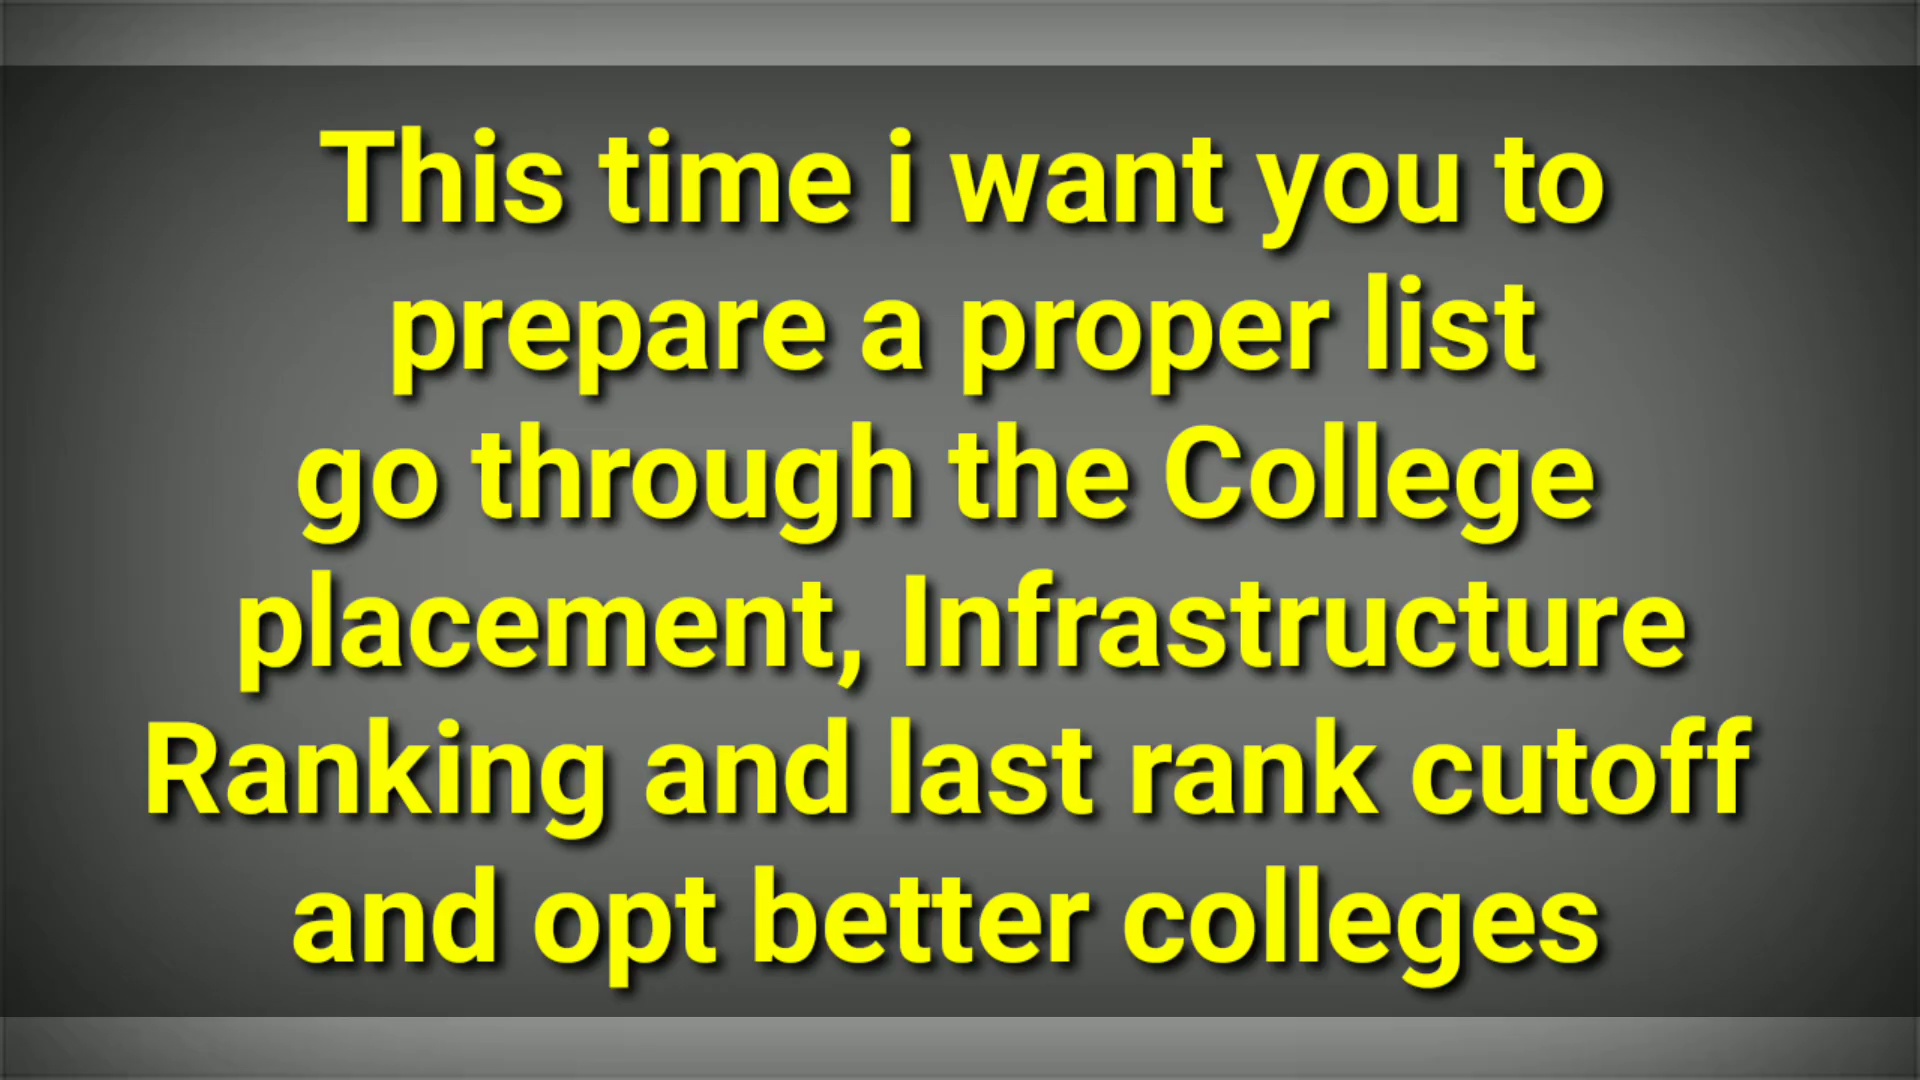 This time i want you to
prepare a proper list
go through the College
placement, Infrastructure
Ranking and last rank cutoff
and opt better colleges